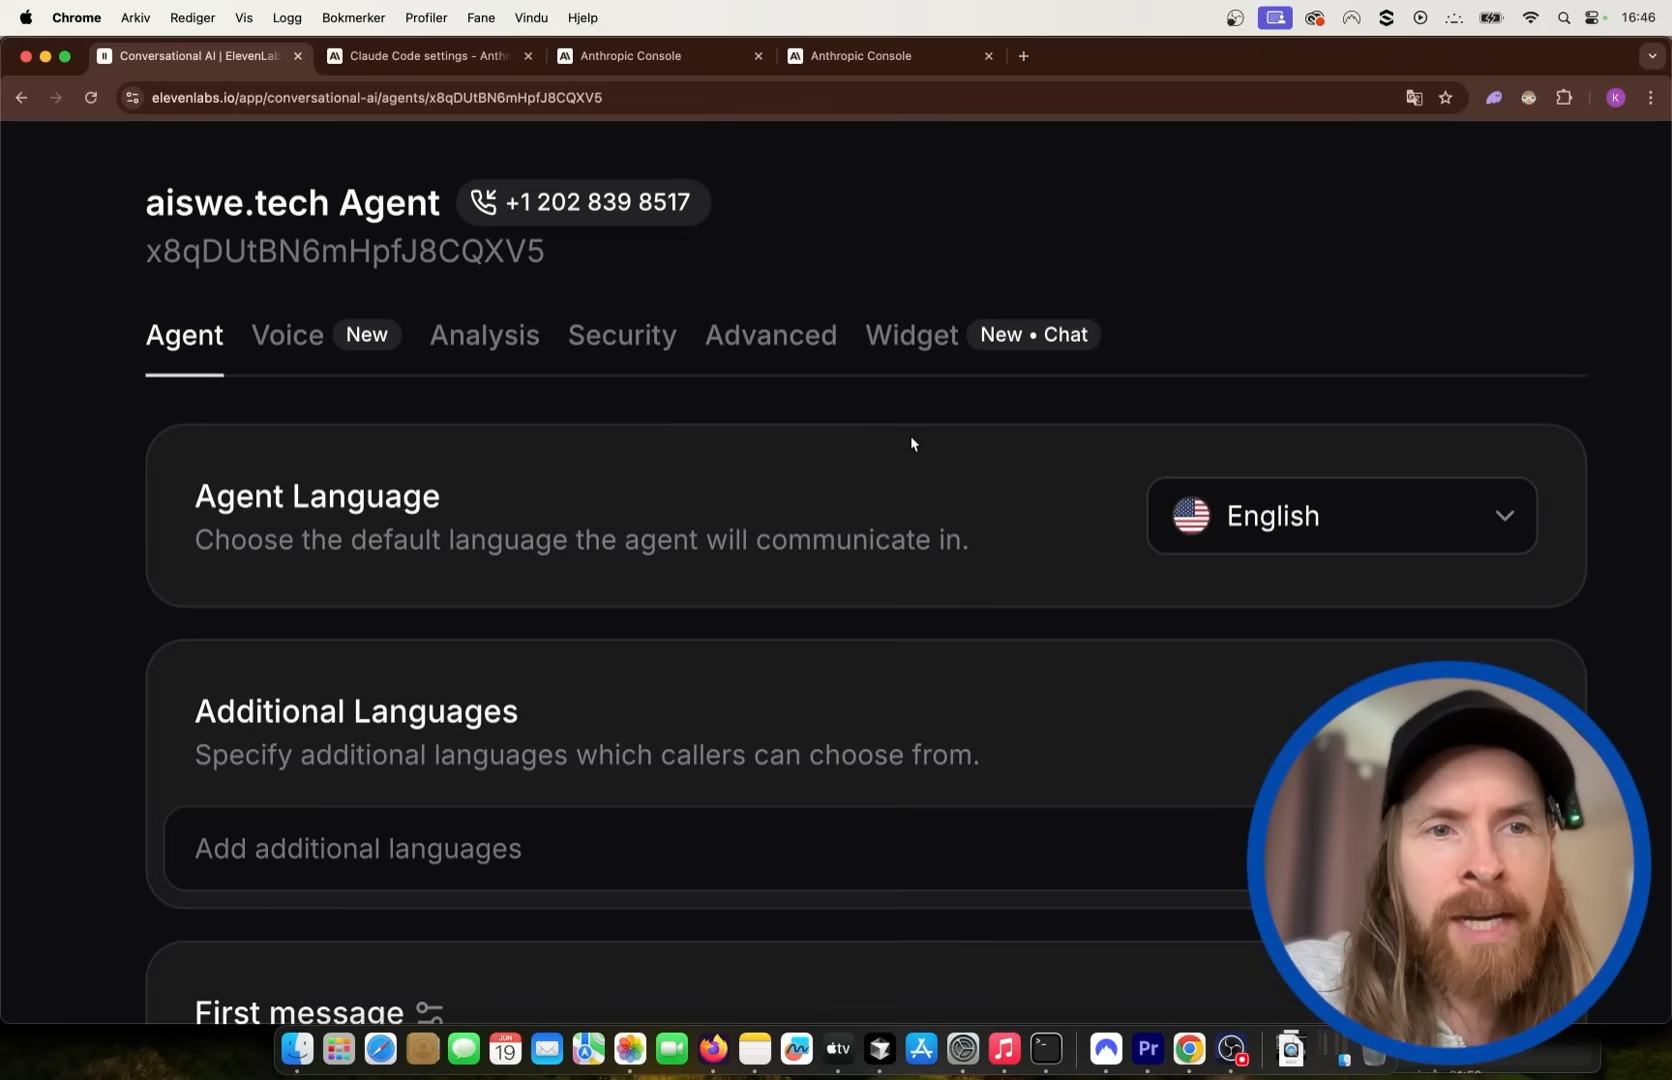 Chrome Arkiv Rediger Vis Logg Bokmerker Profiler Fane Vindu Hjelp 16:46
Conversational AI | ElevenLab Claude Code settings - Anth Anthropic Console Anthropic Console
elevenlabs.io/app/conversational-ai/agents/x8qDUtBN6mHpfJ8CQXV5 K
aiswe.tech Agent +1 202 839 8517
x8qDUtBN6mHpfJ8CQXV5
Agent Voice New Analysis Security Advanced Widget New • Chat
Agent Language
Choose the default language the agent will communicate in.
English
Additional Languages
Specify additional languages which callers can choose from.
Add additional languages
First message
JUN
19
tv
Pr